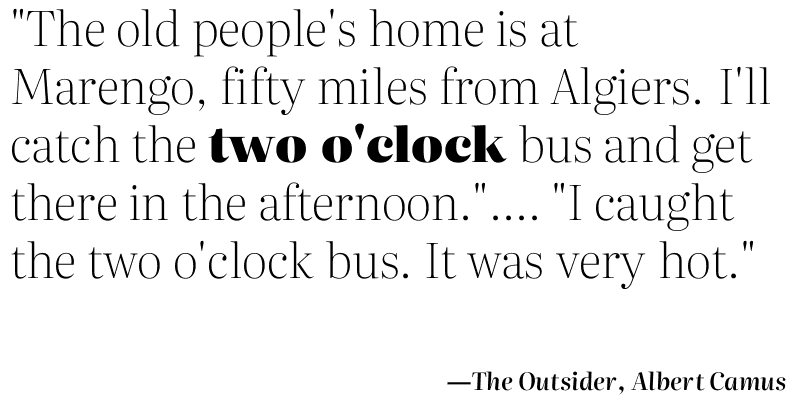 "The old people's home is at
Marengo, fifty miles from Algiers. I'll
catch the two o'clock bus and get
there in the afternoon.".... "I caught
the two o'clock bus. It was very hot."
—The Outsider, Albert Camus